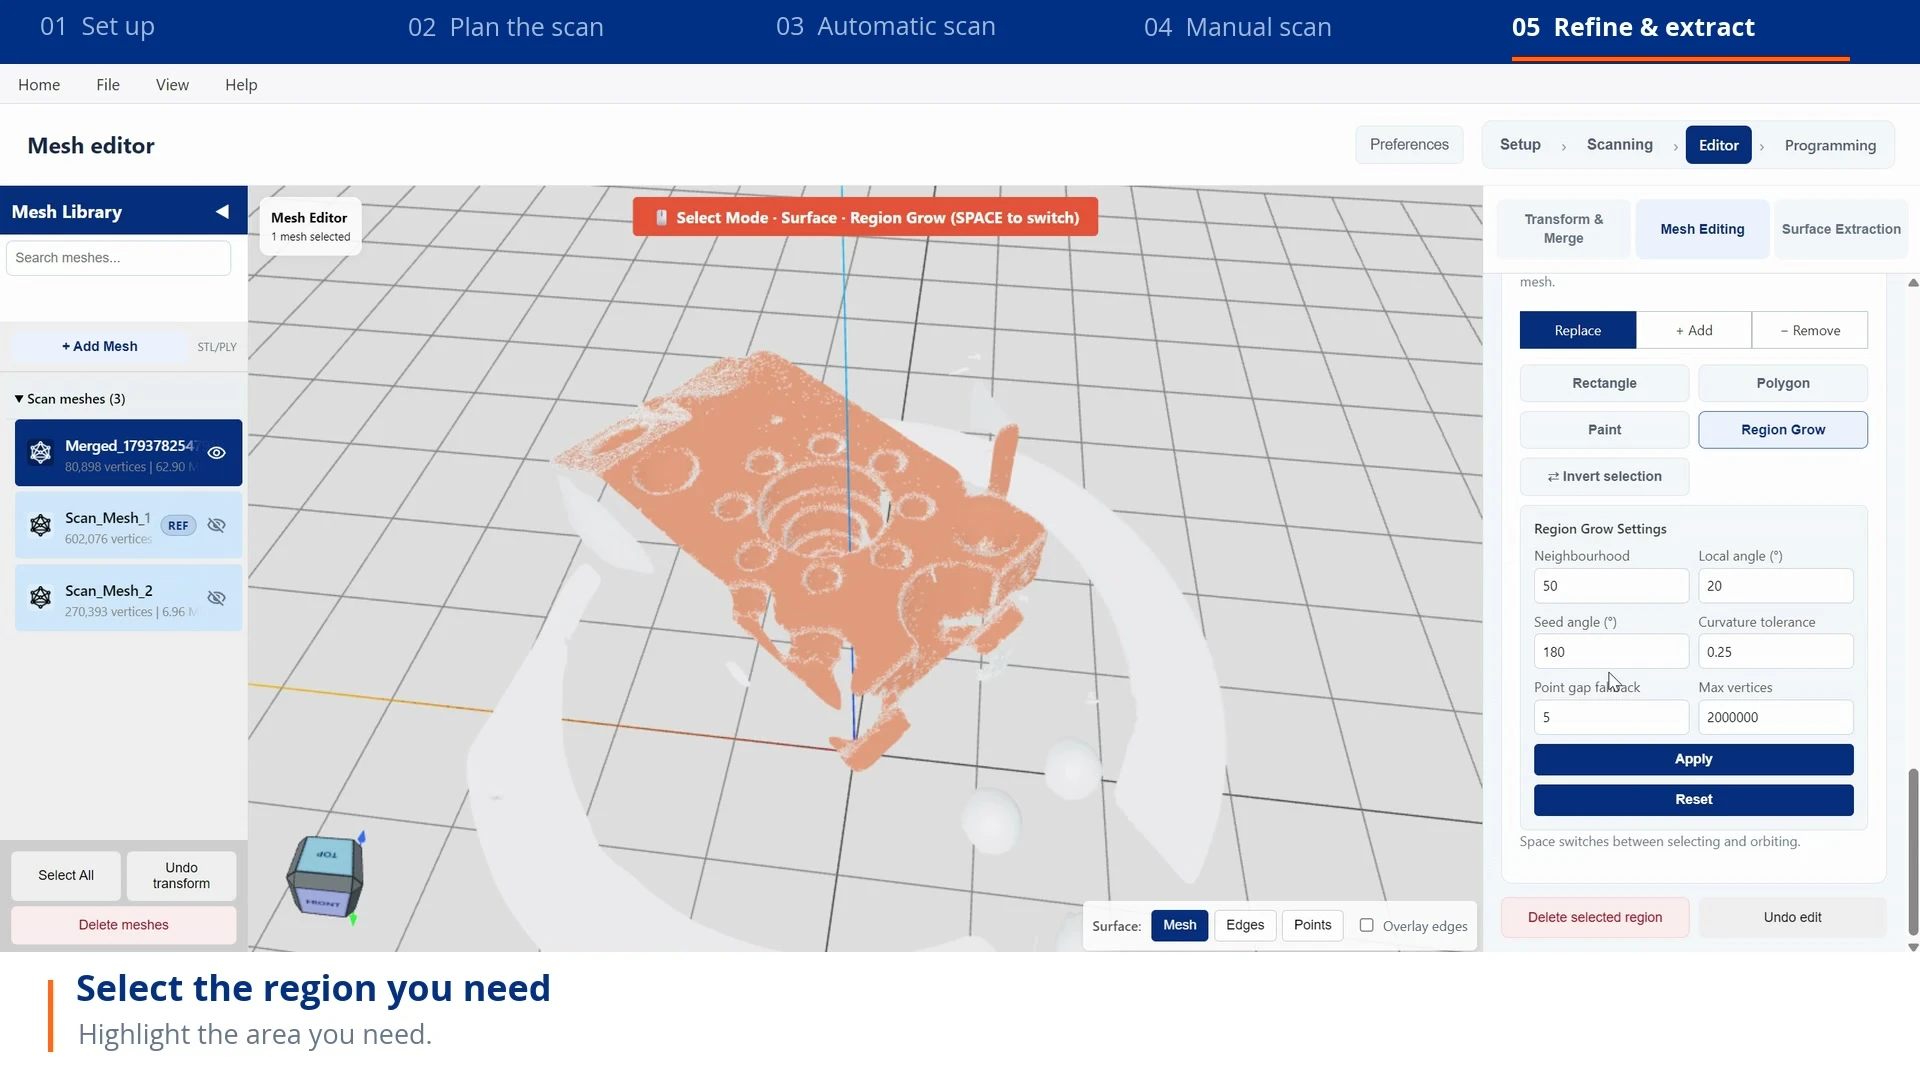 01 Set up
02 Plan the scan
03 Automatic scan
04 Manual scan
05 Refine & extract
Home File View Help
Mesh editor
Preferences
Setup › Scanning › Editor › Programming
Mesh Library
Search meshes...
+ Add Mesh STL/PLY
▼ Scan meshes (3)
Merged_179378254
80,898 vertices | 62.90 M
Scan_Mesh_1 REF
602,076 vertices
Scan_Mesh_2
270,393 vertices | 6.96 M
Select All
Undo transform
Delete meshes
Mesh Editor
1 mesh selected
Select Mode · Surface · Region Grow (SPACE to switch)
TOP
FRONT
Surface: Mesh Edges Points Overlay edges
Transform & Merge
Mesh Editing
Surface Extraction
mesh.
Replace + Add − Remove
Rectangle Polygon
Paint Region Grow
⇄ Invert selection
Region Grow Settings
Neighbourhood Local angle (°)
50 20
Seed angle (°) Curvature tolerance
180 0.25
Point gap fallback Max vertices
5 2000000
Apply
Reset
Space switches between selecting and orbiting.
Delete selected region Undo edit
Select the region you need
Highlight the area you need.